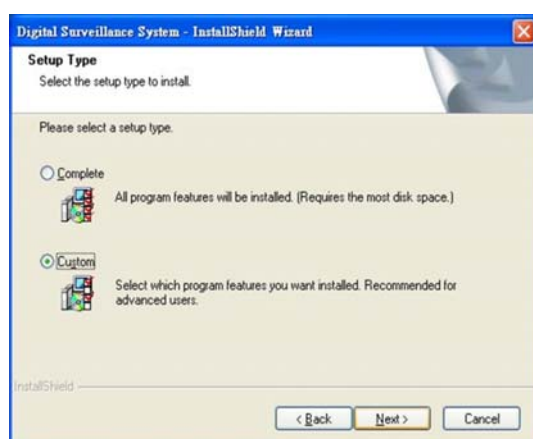 Digital Surveillance System - InstallShield Wizard
Setup Type
Select the setup type to install.
Please select a setup type.
Complete
All program features will be installed. (Requires the most disk space.)
Custom
Select which program features you want installed. Recommended for
advanced users.
InstallShield
< Back
Next >
Cancel